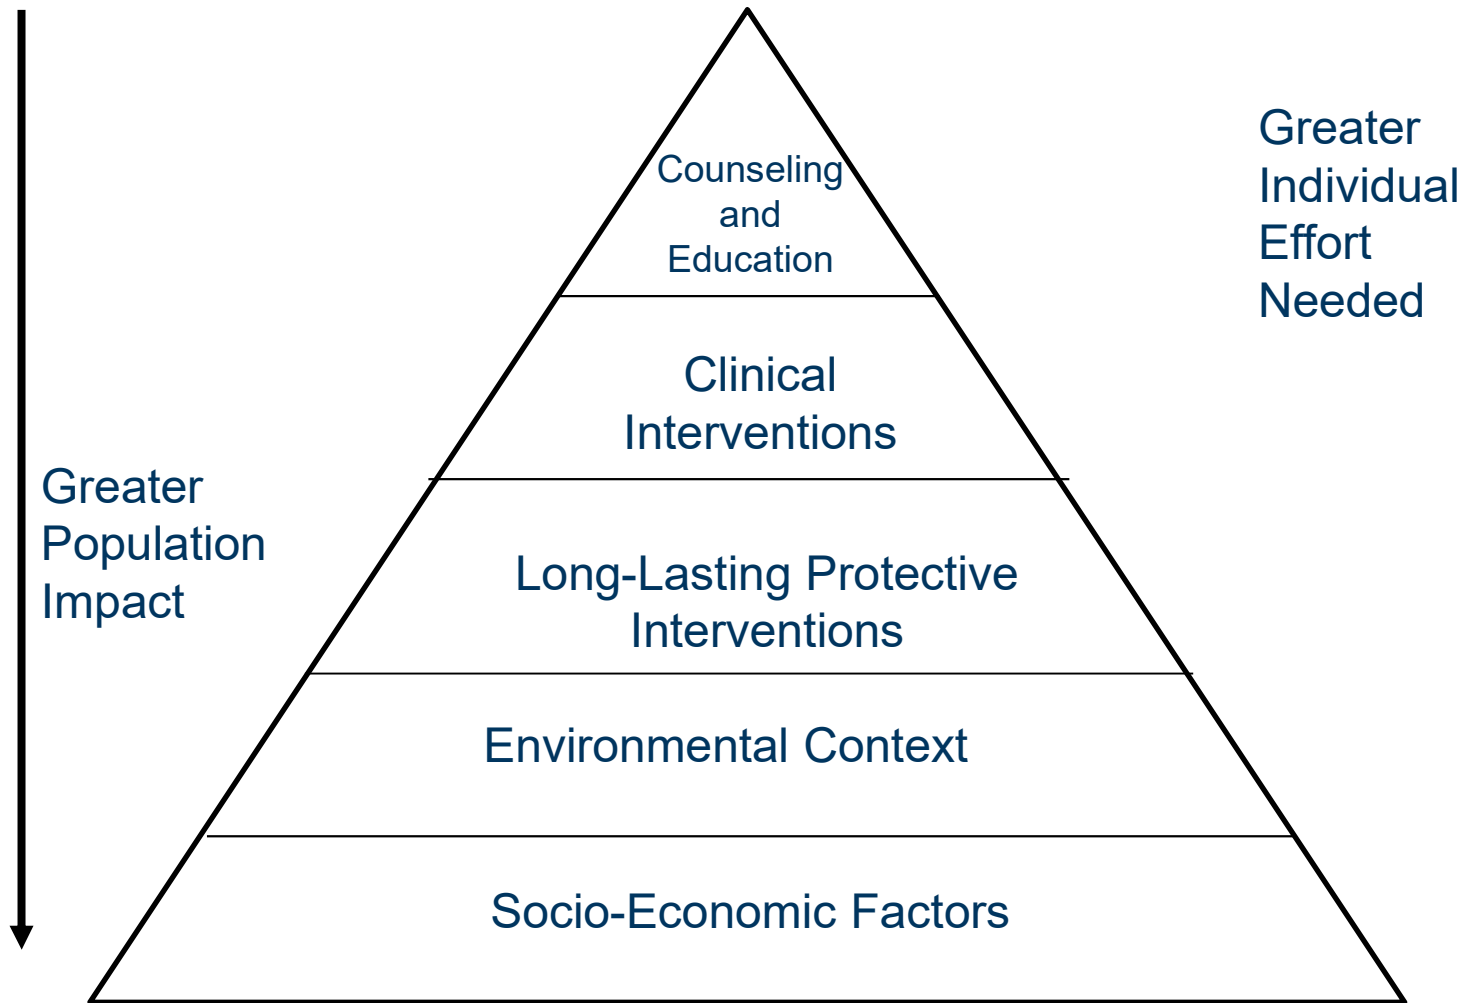 Counseling
and
Education
Greater
Individual
Effort
Needed
Clinical
Interventions
Greater
Population
Impact
Long-Lasting Protective
Interventions
Environmental Context
Socio-Economic Factors